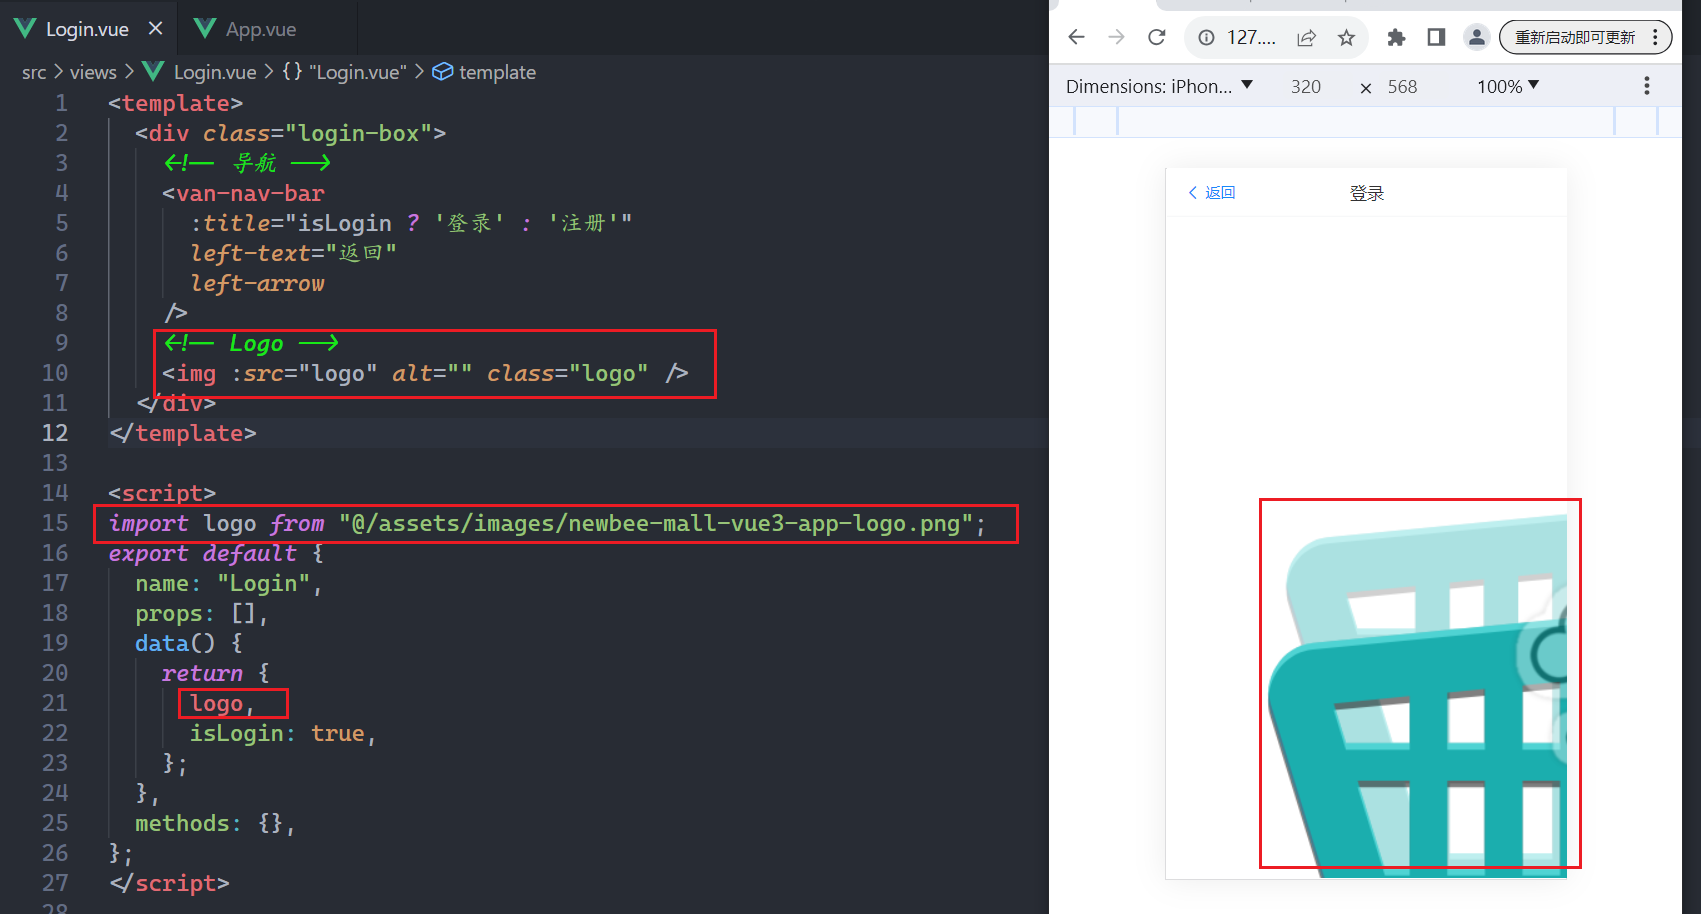 Login.vue
App.vue
src > views > Login.vue > {} "Login.vue" > template
1 <template>
2 <div class="login-box">
3 <!-- 导航 -->
4 <van-nav-bar
5 :title="isLogin ? '登录' : '注册'"
6 left-text="返回"
7 left-arrow
8 />
9 <!-- Logo -->
10 <img :src="logo" alt="" class="logo" />
11 </div>
12 </template>
13
14 <script>
15 import logo from "@/assets/images/newbee-mall-vue3-app-logo.png";
16 export default {
17 name: "Login",
18 props: [],
19 data() {
20 return {
21 logo,
22 isLogin: true,
23 };
24 },
25 methods: {},
26 };
27 </script>
28
127....
重新启动即可更新
Dimensions: iPhon... 320 × 568 100%
返回
登录